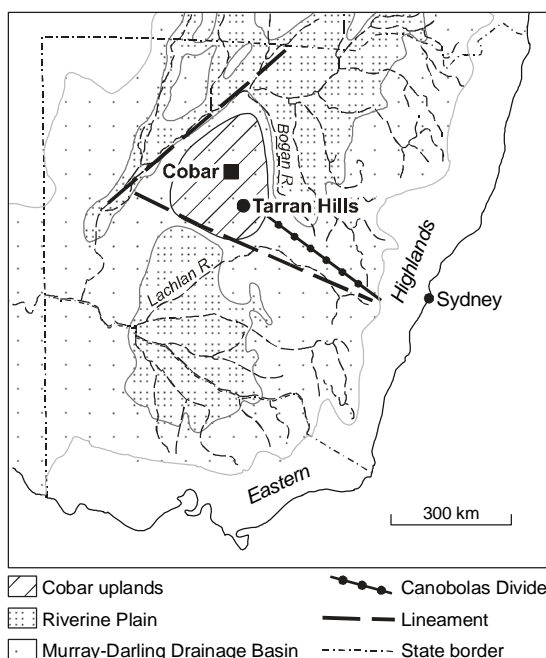 Bogan R.
Cobar
Tarran Hills
Lachlan R.
Highlands
Sydney
Eastern
300 km
Cobar uplands
Canobolas Divide
Riverine Plain
Lineament
Murray-Darling Drainage Basin
State border